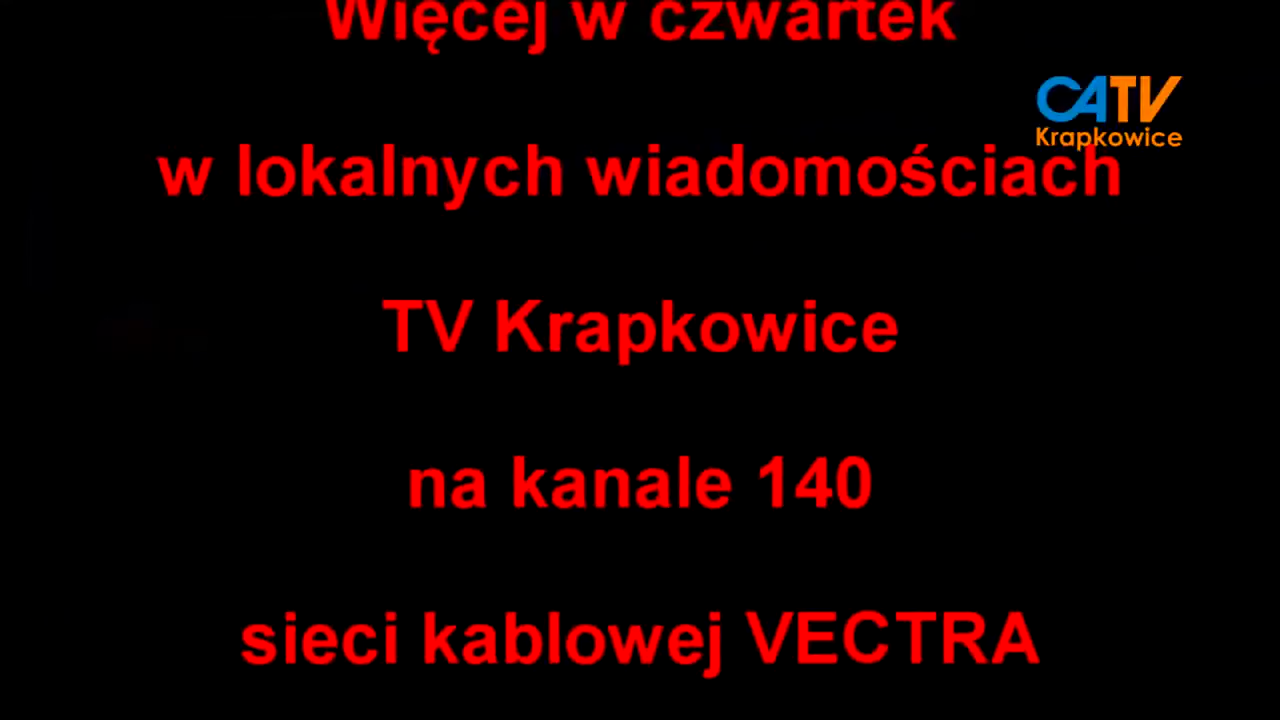 Więcej w czwartek
CATV
Krapkowice
w lokalnych wiadomościach
TV Krapkowice
na kanale 140
sieci kablowej VECTRA